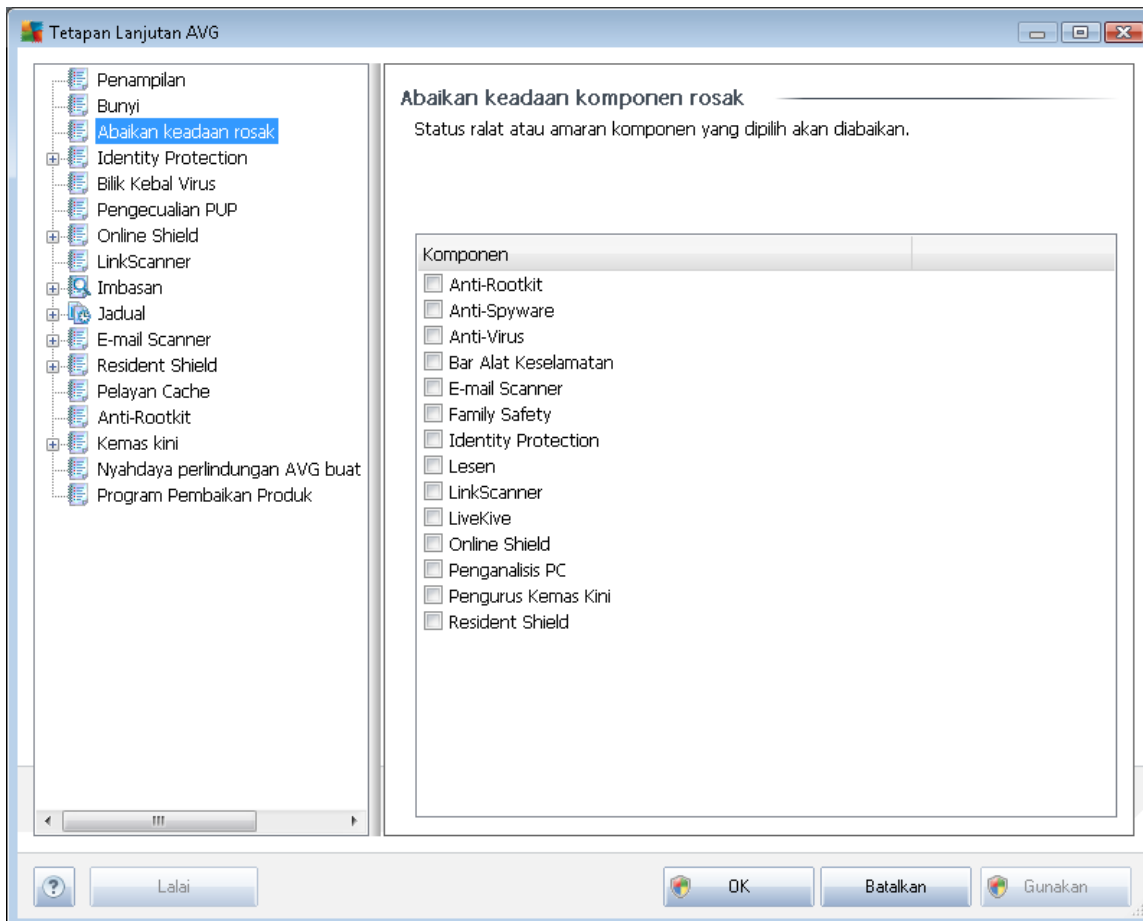 Tetapan Lanjutan AVG
Penampilan
Bunyi
Abaikan keadaan rosak
Identity Protection
Bilik Kebal Virus
Pengecualian PUP
Online Shield
LinkScanner
Imbasan
Jadual
E-mail Scanner
Resident Shield
Pelayan Cache
Anti-Rootkit
Kemas kini
Nyahdaya perlindungan AVG buat
Program Pembaikan Produk
Abaikan keadaan komponen rosak
Status ralat atau amaran komponen yang dipilih akan diabaikan.
Komponen
Anti-Rootkit
Anti-Spyware
Anti-Virus
Bar Alat Keselamatan
E-mail Scanner
Family Safety
Identity Protection
Lesen
LinkScanner
LiveKive
Online Shield
Penganalisis PC
Pengurus Kemas Kini
Resident Shield
? Lalai OK Batalkan Gunakan